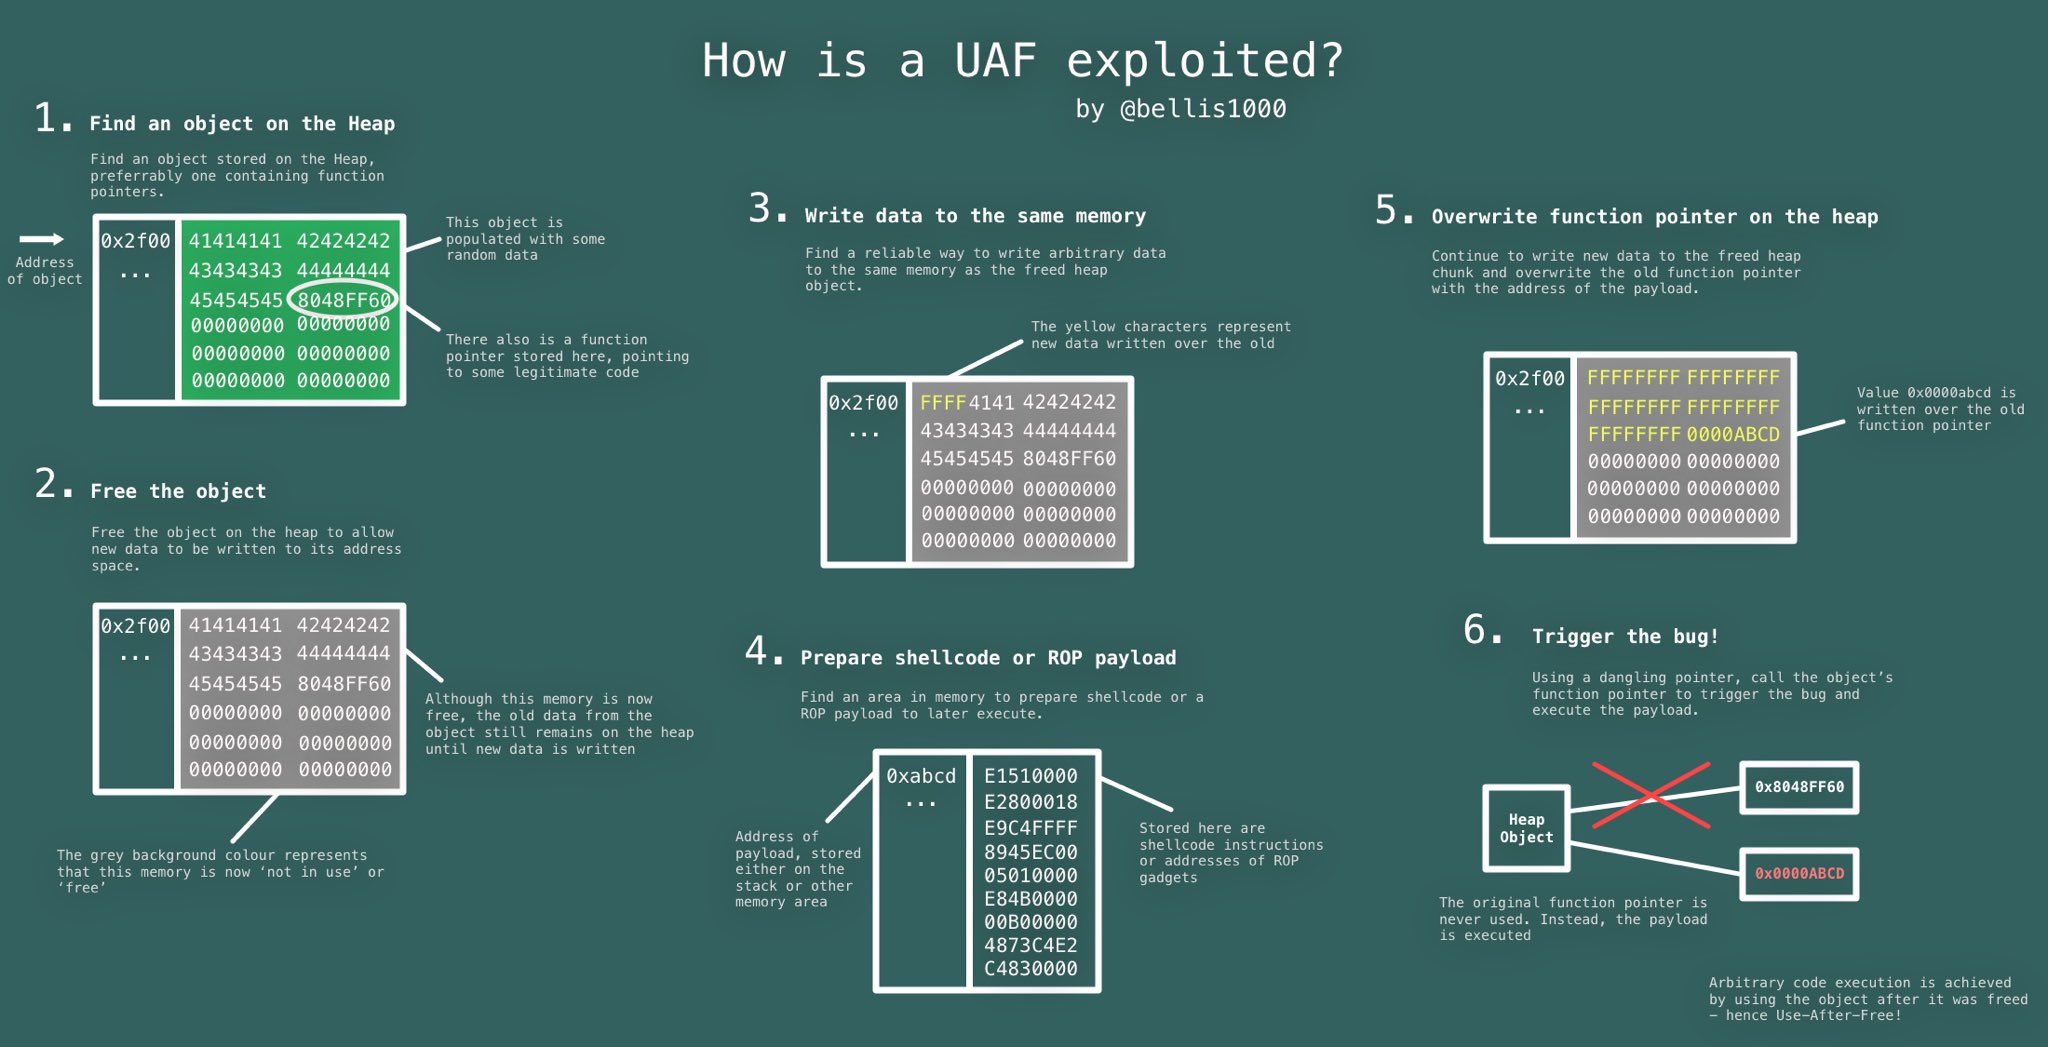 How is a UAF exploited?
by @bellis1000
1. Find an object on the Heap
Find an object stored on the Heap,
preferrably one containing function
pointers.
Address
of object
0x2f00
...
41414141 42424242
43434343 44444444
45454545 8048FF60
00000000 00000000
00000000 00000000
00000000 00000000
This object is
populated with some
random data
There also is a function
pointer stored here, pointing
to some legitimate code
2. Free the object
Free the object on the heap to allow
new data to be written to its address
space.
0x2f00
...
41414141 42424242
43434343 44444444
45454545 8048FF60
00000000 00000000
00000000 00000000
00000000 00000000
Although this memory is now
free, the old data from the
object still remains on the heap
until new data is written
The grey background colour represents
that this memory is now ‘not in use’ or
‘free’
3. Write data to the same memory
Find a reliable way to write arbitrary data
to the same memory as the freed heap
object.
The yellow characters represent
new data written over the old
0x2f00
...
FFFF4141 42424242
43434343 44444444
45454545 8048FF60
00000000 00000000
00000000 00000000
00000000 00000000
4. Prepare shellcode or ROP payload
Find an area in memory to prepare shellcode or a
ROP payload to later execute.
0xabcd
...
E1510000
E2800018
E9C4FFFF
8945EC00
05010000
E84B0000
00B00000
4873C4E2
C4830000
Address of
payload, stored
either on the
stack or other
memory area
Stored here are
shellcode instructions
or addresses of ROP
gadgets
5. Overwrite function pointer on the heap
Continue to write new data to the freed heap
chunk and overwrite the old function pointer
with the address of the payload.
0x2f00
...
FFFFFFFF FFFFFFFF
FFFFFFFF FFFFFFFF
FFFFFFFF 0000ABCD
00000000 00000000
00000000 00000000
00000000 00000000
Value 0x0000abcd is
written over the old
function pointer
6. Trigger the bug!
Using a dangling pointer, call the object’s
function pointer to trigger the bug and
execute the payload.
Heap
Object
0x8048FF60
0x0000ABCD
The original function pointer is
never used. Instead, the payload
is executed
Arbitrary code execution is achieved
by using the object after it was freed
– hence Use–After–Free!